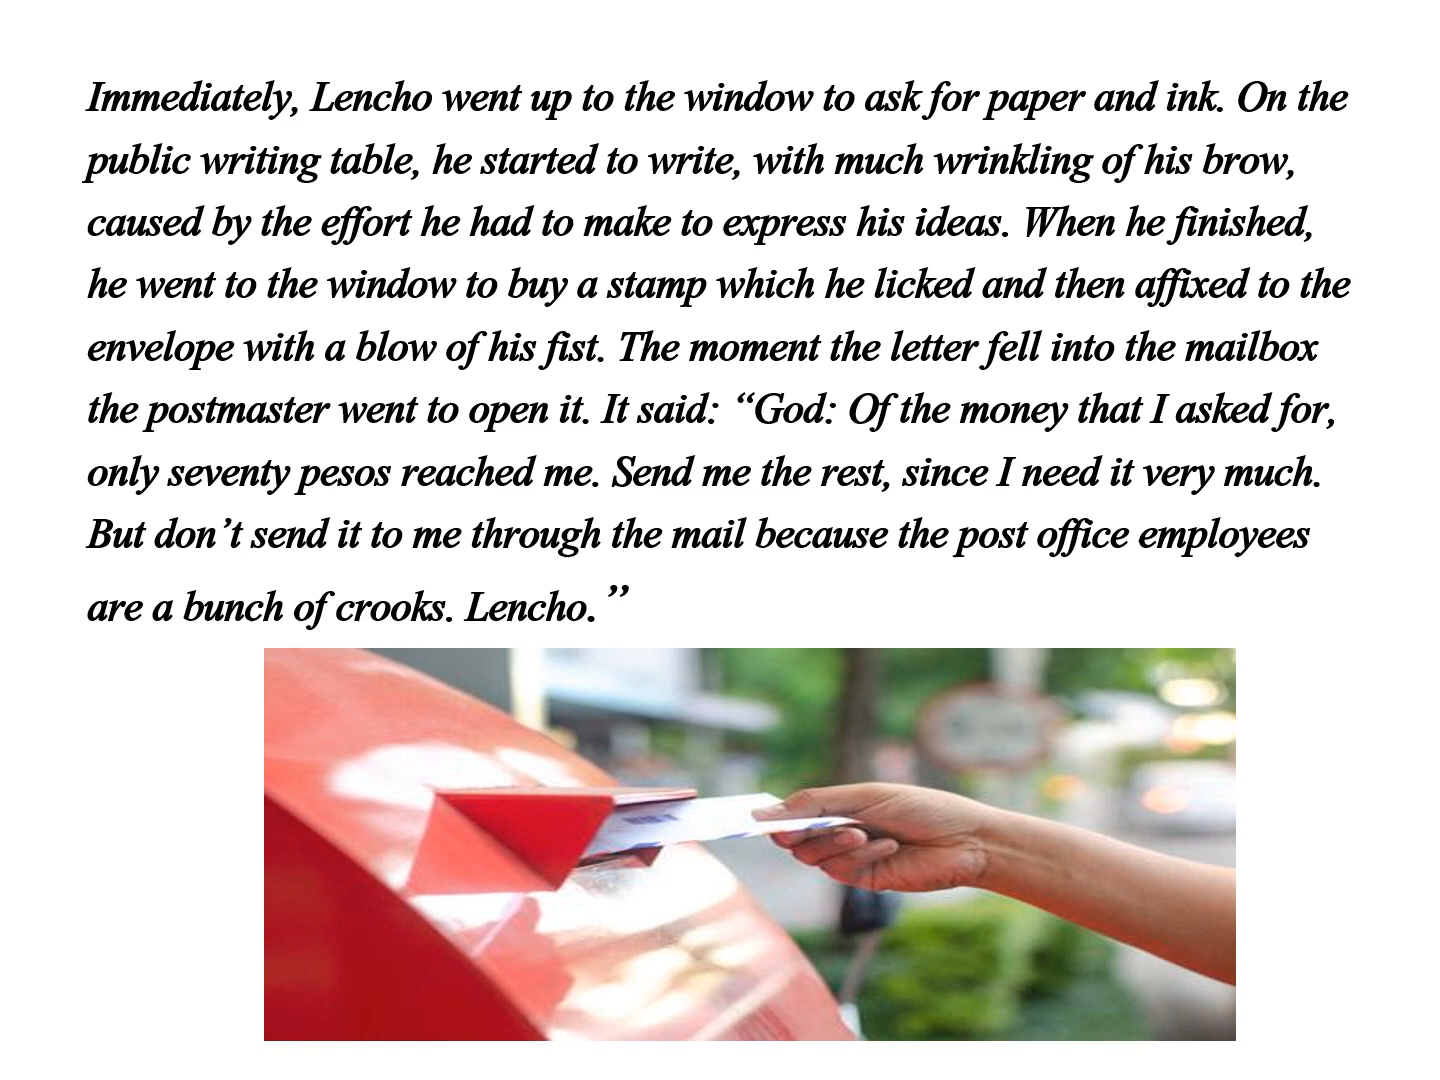 Immediately, Lencho went up to the window to ask for paper and ink. On the
public writing table, he started to write, with much wrinkling of his brow,
caused by the effort he had to make to express his ideas. When he finished,
he went to the window to buy a stamp which he licked and then affixed to the
envelope with a blow of his fist. The moment the letter fell into the mailbox
the postmaster went to open it. It said: “God: Of the money that I asked for,
only seventy pesos reached me. Send me the rest, since I need it very much.
But don’t send it to me through the mail because the post office employees
are a bunch of crooks. Lencho.”